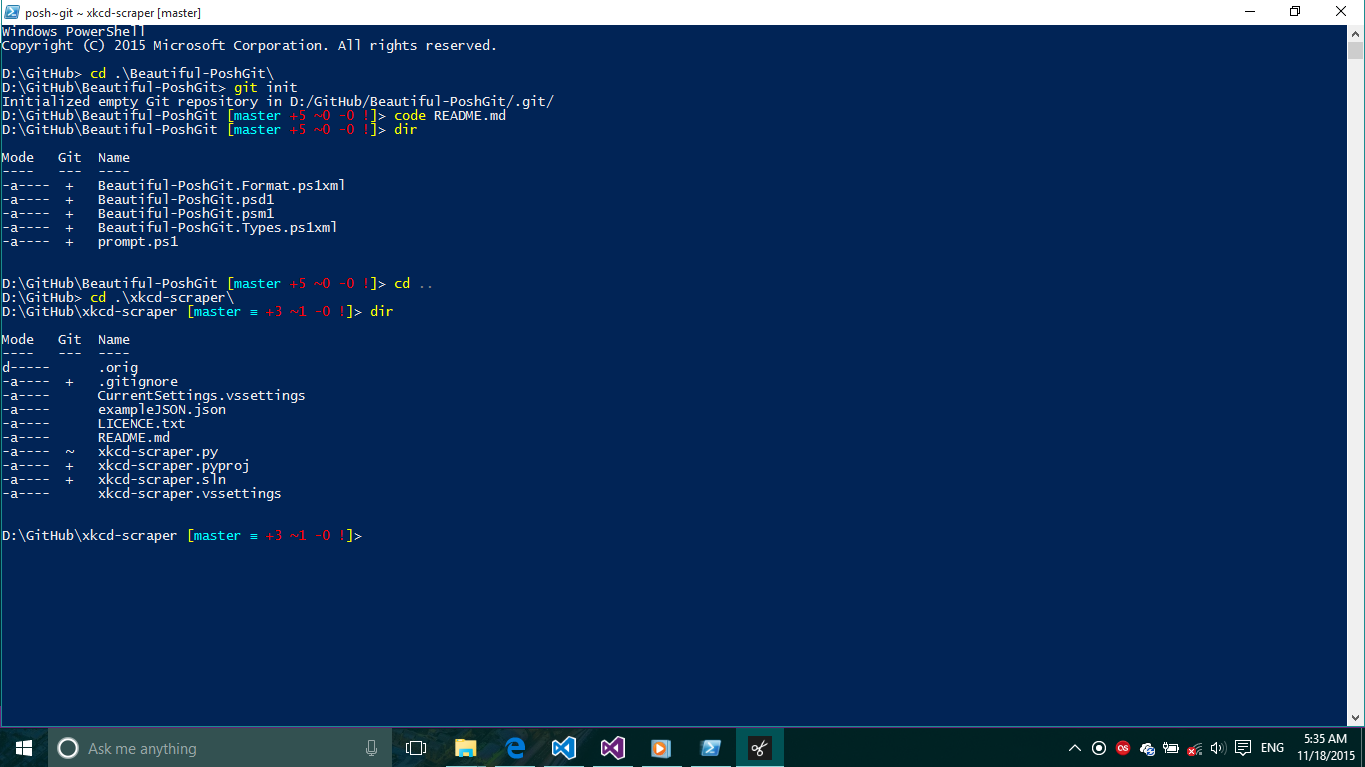 posh~git ~ xkcd-scraper [master]
Windows PowerShell
Copyright (C) 2015 Microsoft Corporation. All rights reserved.
D:\GitHub> cd .\Beautiful-PoshGit\
D:\GitHub\Beautiful-PoshGit> git init
Initialized empty Git repository in D:/GitHub/Beautiful-PoshGit/.git/
D:\GitHub\Beautiful-PoshGit [master +5 ~0 -0 !]> code README.md
D:\GitHub\Beautiful-PoshGit [master +5 ~0 -0 !]> dir
Mode   Git  Name
----   ---  ----
-a----  +   Beautiful-PoshGit.Format.ps1xml
-a----  +   Beautiful-PoshGit.psd1
-a----  +   Beautiful-PoshGit.psm1
-a----  +   Beautiful-PoshGit.Types.ps1xml
-a----  +   prompt.ps1
D:\GitHub\Beautiful-PoshGit [master +5 ~0 -0 !]> cd ..
D:\GitHub> cd .\xkcd-scraper\
D:\GitHub\xkcd-scraper [master ≡ +3 ~1 -0 !]> dir
Mode   Git  Name
----   ---  ----
d-----      .orig
-a----  +   .gitignore
-a----      CurrentSettings.vssettings
-a----      exampleJSON.json
-a----      LICENCE.txt
-a----      README.md
-a----  ~   xkcd-scraper.py
-a----  +   xkcd-scraper.pyproj
-a----  +   xkcd-scraper.sln
-a----      xkcd-scraper.vssettings
D:\GitHub\xkcd-scraper [master ≡ +3 ~1 -0 !]>
Ask me anything
OS
ENG
5:35 AM
11/18/2015